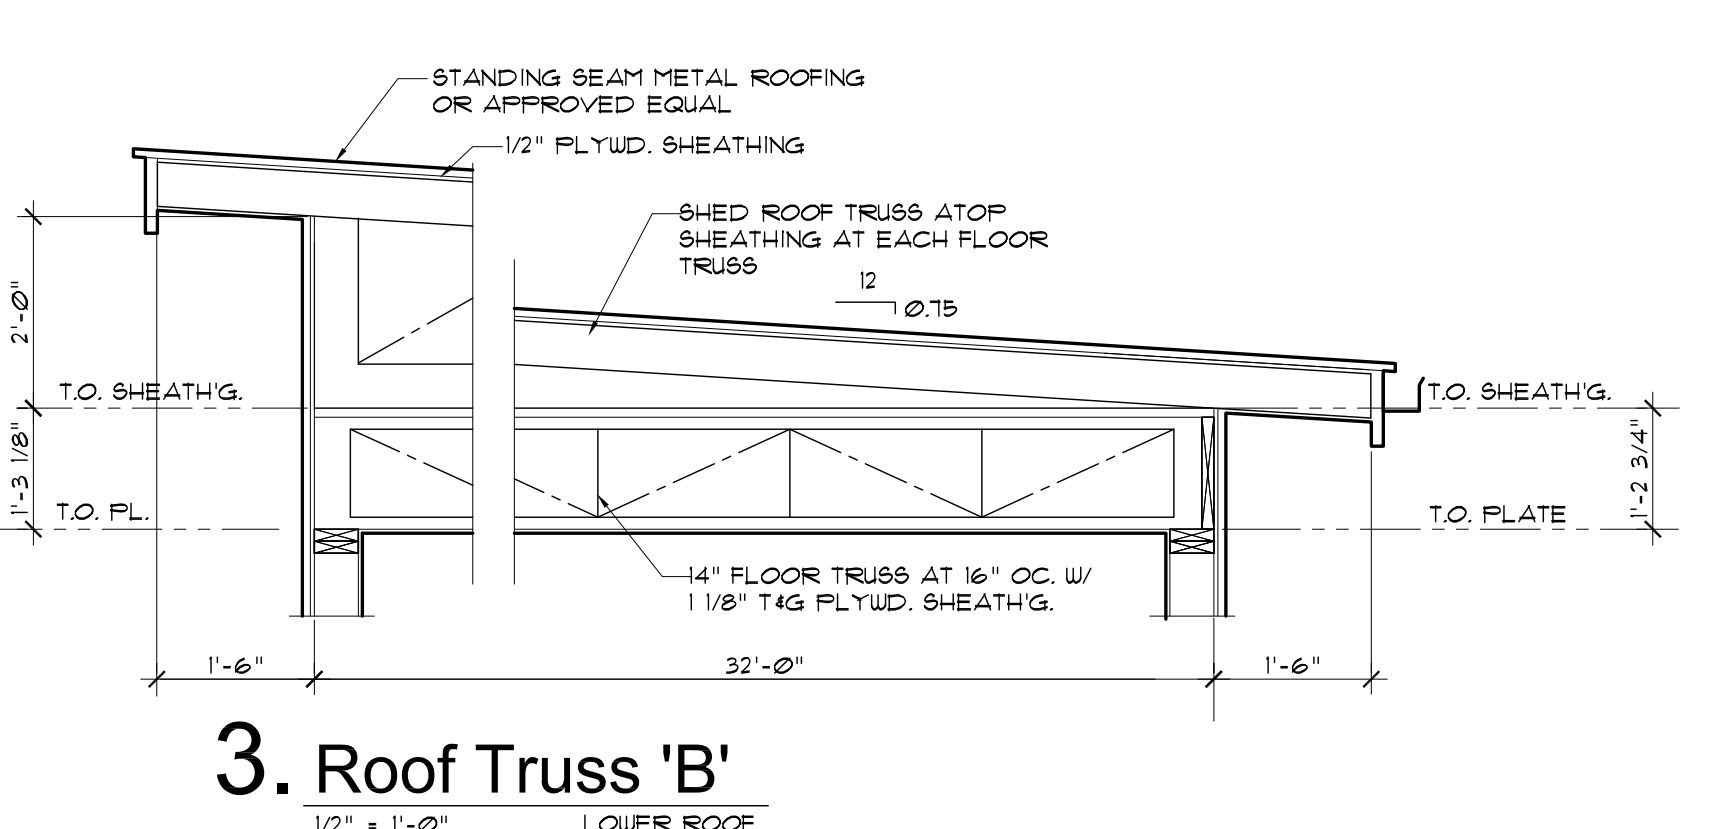 STANDING SEAM METAL ROOFING
OR APPROVED EQUAL
1/2" PLYWD. SHEATHING
SHED ROOF TRUSS ATOP
SHEATHING AT EACH FLOOR
TRUSS
12
0.75
2'-0"
T.O. SHEATH'G.
T.O. SHEATH'G.
1'-3 1/8"
1'-2 3/4"
T.O. PL.
T.O. PLATE
14" FLOOR TRUSS AT 16" OC. W/
1 1/8" T&G PLYWD. SHEATH'G.
1'-6"
32'-0"
1'-6"
3. Roof Truss 'B'
1/2" = 1'-0"
LOWER ROOF